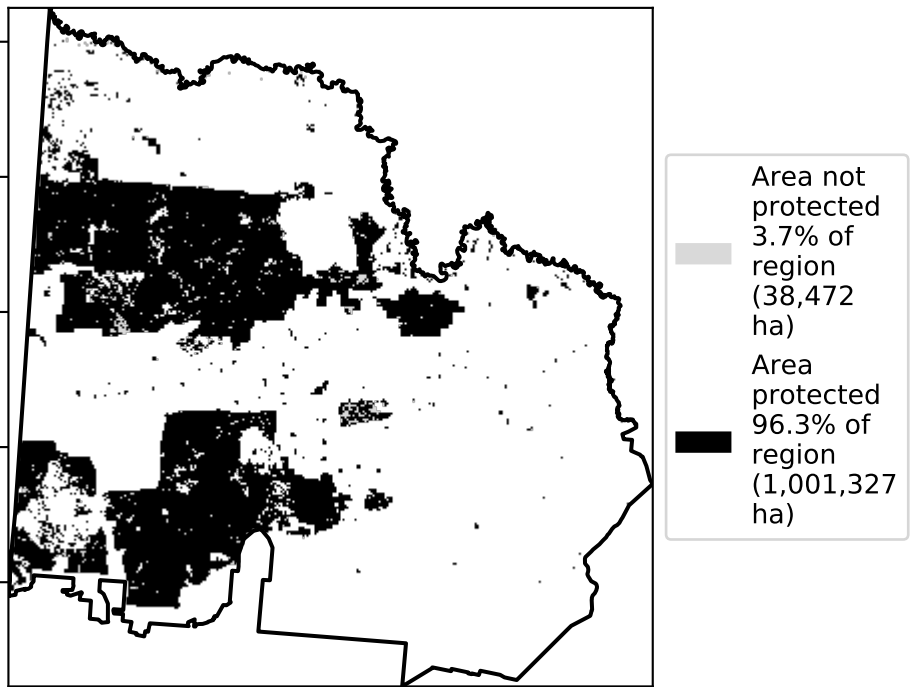 Area not
protected
3.7% of
region
(38,472
ha)
Area
protected
96.3% of
region
(1,001,327
ha)